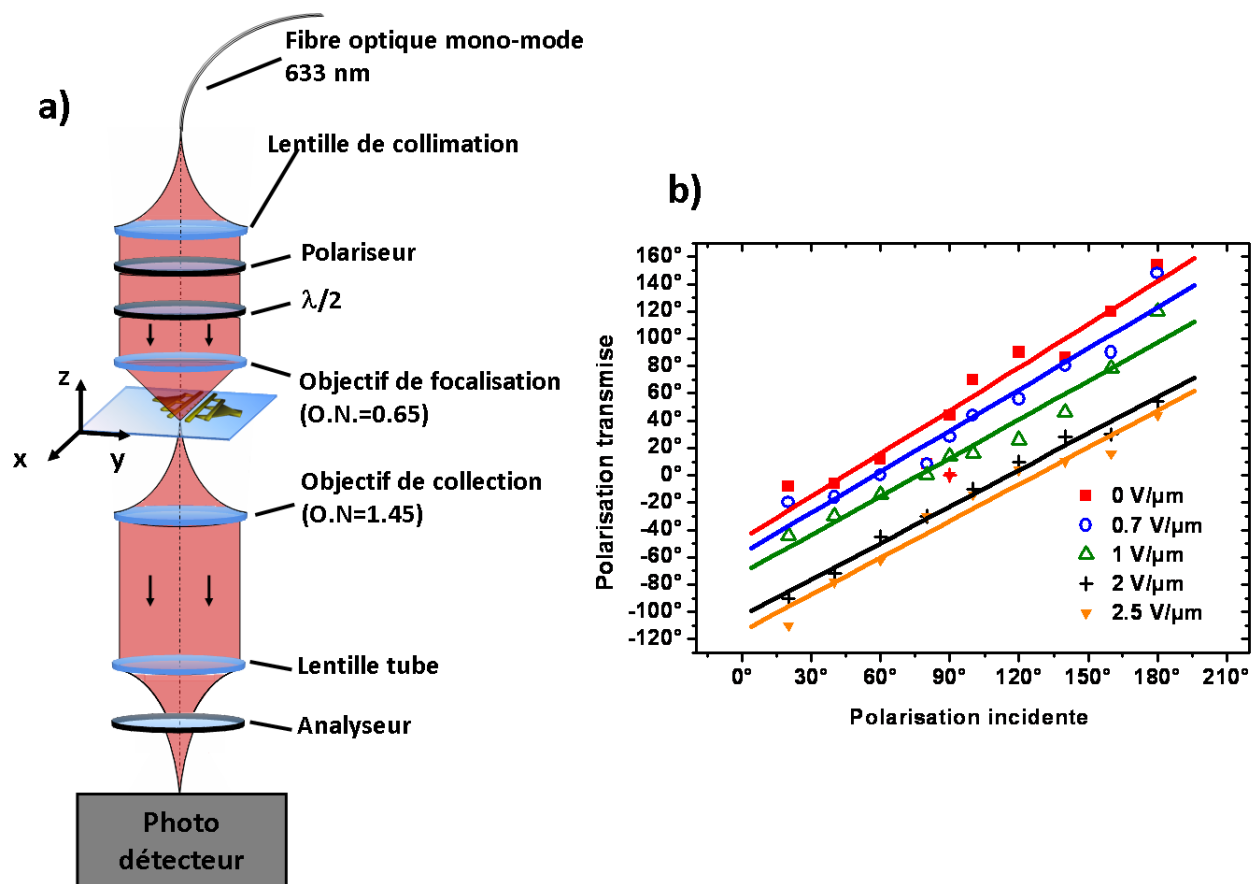 a)
Fibre optique mono-mode
633 nm
Lentille de collimation
Polariseur
λ/2
Objectif de focalisation
(O.N.=0.65)
z
x
y
Objectif de collection
(O.N=1.45)
Lentille tube
Analyseur
Photo
détecteur
b)
Polarisation transmise
160°
140°
120°
100°
80°
60°
40°
20°
0°
-20°
-40°
-60°
-80°
-100°
-120°
0 V/µm
0.7 V/µm
1 V/µm
2 V/µm
2.5 V/µm
0° 30° 60° 90° 120° 150° 180° 210°
Polarisation incidente